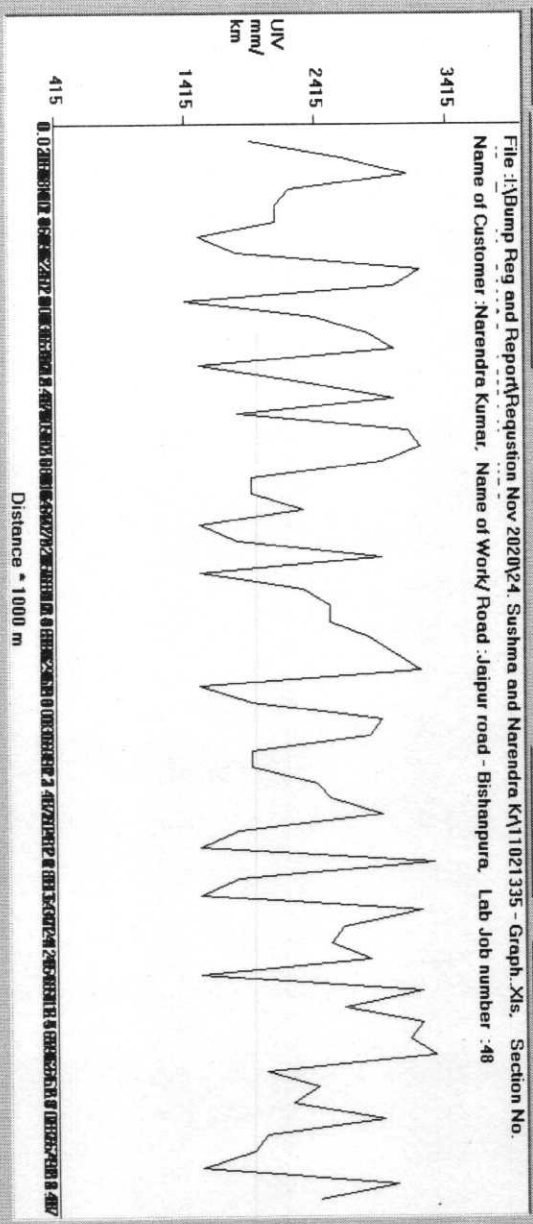 File :I:\Bump Reg and Report\Requstion Nov 2020\24. Sushma and Narendra Kr\11021335 - Graph..Xls, Section No.
Name of Customer :Narendra Kumar, Name of Work/ Road :Jaipur road - Bishanpura, Lab Job number :48
3415
2415
UIV
mm/
km
1415
415
Distance * 1000 m